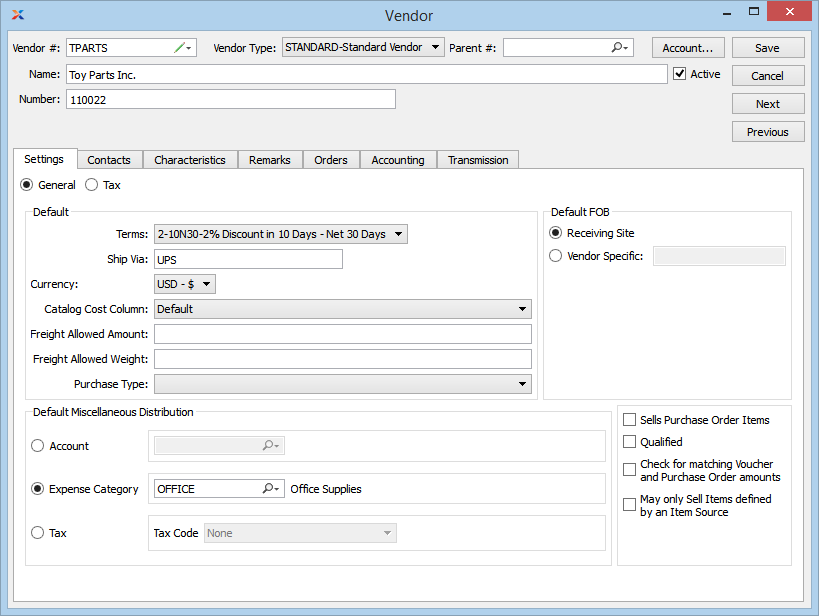 Vendor
Vendor #: TPARTS Vendor Type: STANDARD-Standard Vendor Parent #: Account... Save
Name: Toy Parts Inc. Active Cancel
Number: 110022 Next
Previous
Settings Contacts Characteristics Remarks Orders Accounting Transmission
General Tax
Default
Terms: 2-10N30-2% Discount in 10 Days - Net 30 Days
Ship Via: UPS
Currency: USD - $
Catalog Cost Column: Default
Freight Allowed Amount:
Freight Allowed Weight:
Purchase Type:
Default FOB
Receiving Site
Vendor Specific:
Default Miscellaneous Distribution
Account
Expense Category OFFICE Office Supplies
Tax Tax Code None
Sells Purchase Order Items
Qualified
Check for matching Voucher
and Purchase Order amounts
May only Sell Items defined
by an Item Source